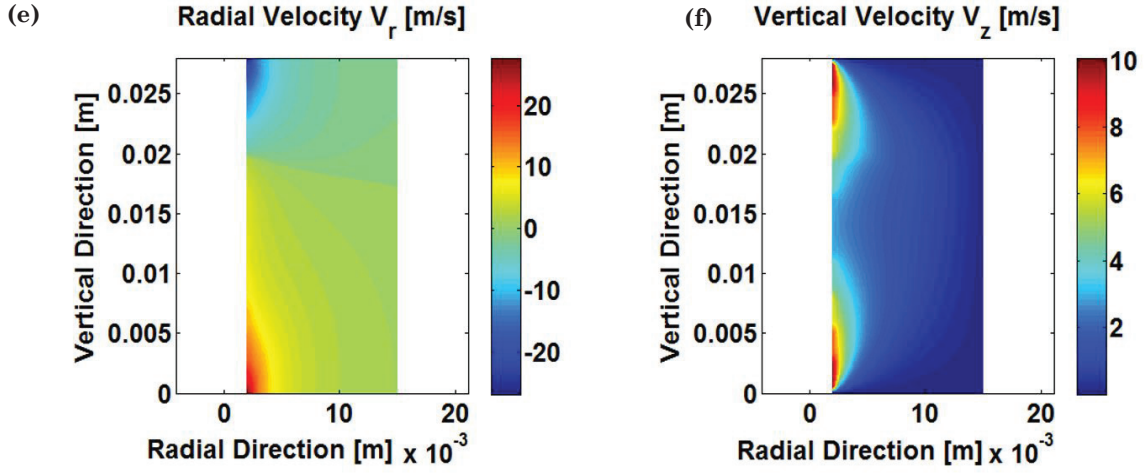 (e)
Radial Velocity V_r [m/s]
Vertical Direction [m]
0.025
0.02
0.015
0.01
0.005
0
0 10 20
Radial Direction [m] x 10^-3
20
10
0
-10
-20
(f)
Vertical Velocity V_z [m/s]
Vertical Direction [m]
0.025
0.02
0.015
0.01
0.005
0
0 10 20
Radial Direction [m] x 10^-3
10
8
6
4
2